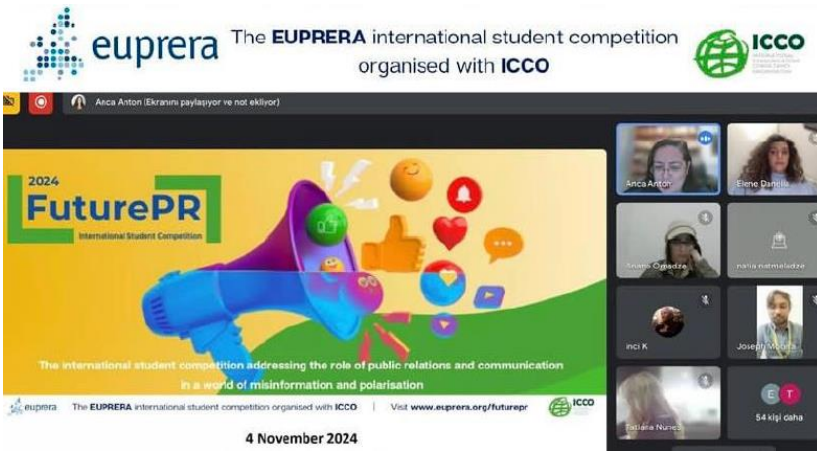 euprera
The EUPRERA international student competition
organised with ICCO
ICCO
Anca Anton (Ekranını paylaşıyor ve not ekliyor)
2024
FuturePR
International Student Competition
The international student competition addressing the role of public relations and communication
in a world of misinformation and polarisation
euprera
The EUPRERA international student competition organised with ICCO | Visit www.euprera.org/futurepr
ICCO
4 November 2024
Anca Anton
Elene
inci K
Joseph
Tatiana Nunes
E
T
54 kişi daha